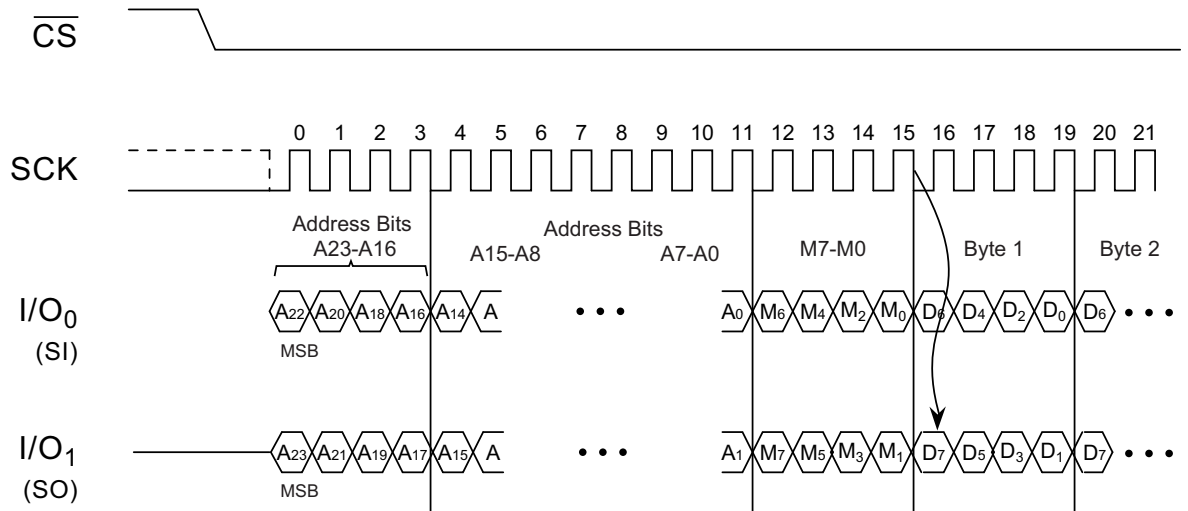 CS
0 1 2 3 4 5 6 7 8 9 10 11 12 13 14 15 16 17 18 19 20 21
SCK
Address Bits
A23-A16
Address Bits
A15-A8 A7-A0 M7-M0 Byte 1 Byte 2
I/O0
(SI)
A22 A20 A18 A16 A14 A • • • A0 M6 M4 M2 M0 D6 D4 D2 D0 D6 • • •
MSB
I/O1
(SO)
A23 A21 A19 A17 A15 A • • • A1 M7 M5 M3 M1 D7 D5 D3 D1 D7 • • •
MSB